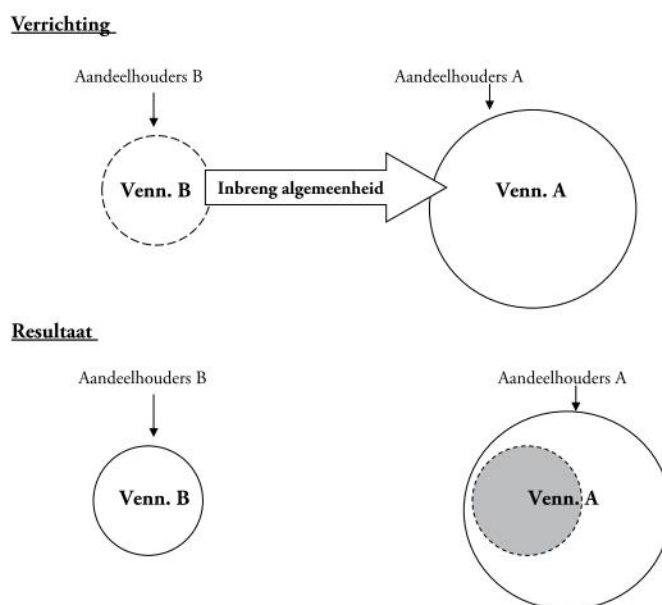 Verrichting
Aandeelhouders B
Aandeelhouders A
Venn. B
Inbreng algemeenheid
Venn. A
Resultaat
Aandeelhouders B
Aandeelhouders A
Venn. B
Venn. A